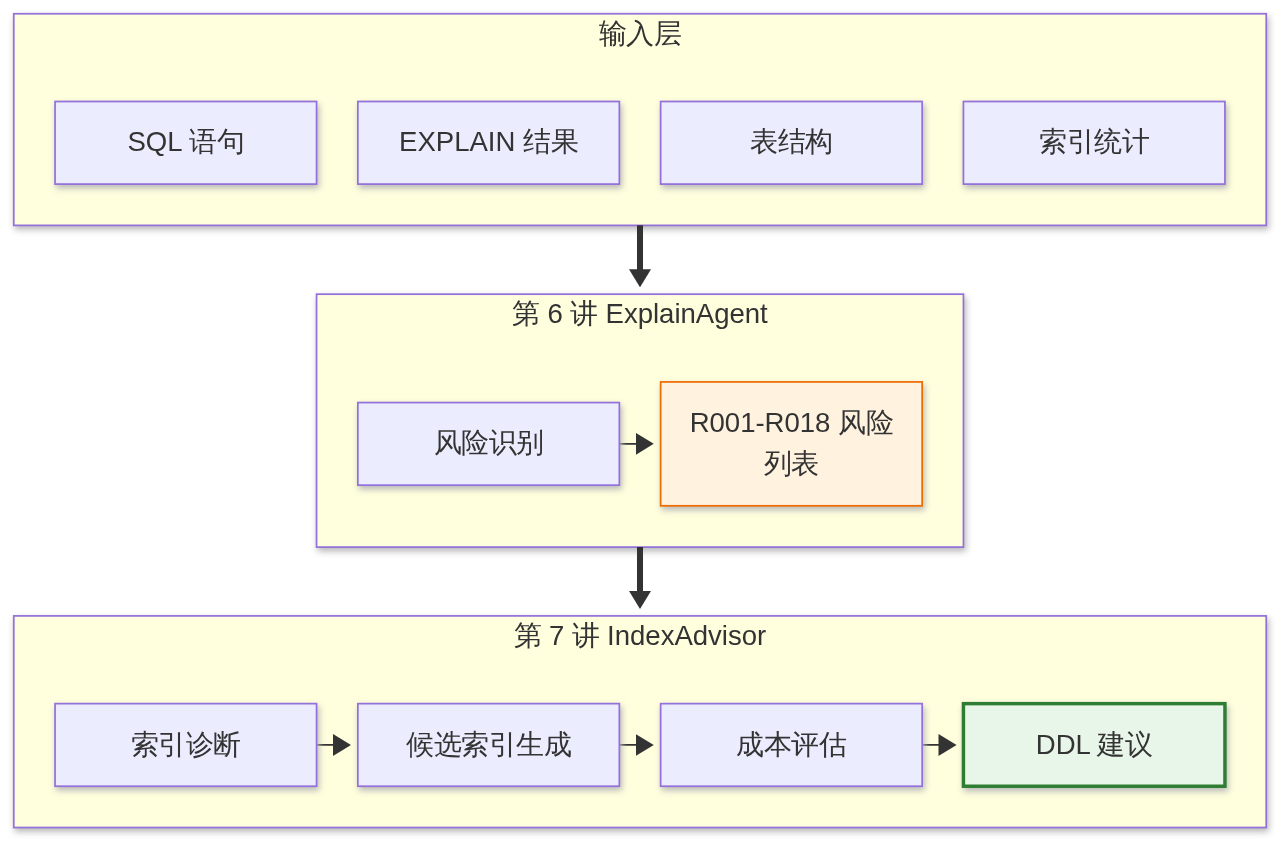 输入层
SQL 语句
EXPLAIN 结果
表结构
索引统计
第 6 讲 ExplainAgent
风险识别
R001-R018 风险
列表
第 7 讲 IndexAdvisor
索引诊断
候选索引生成
成本评估
DDL 建议